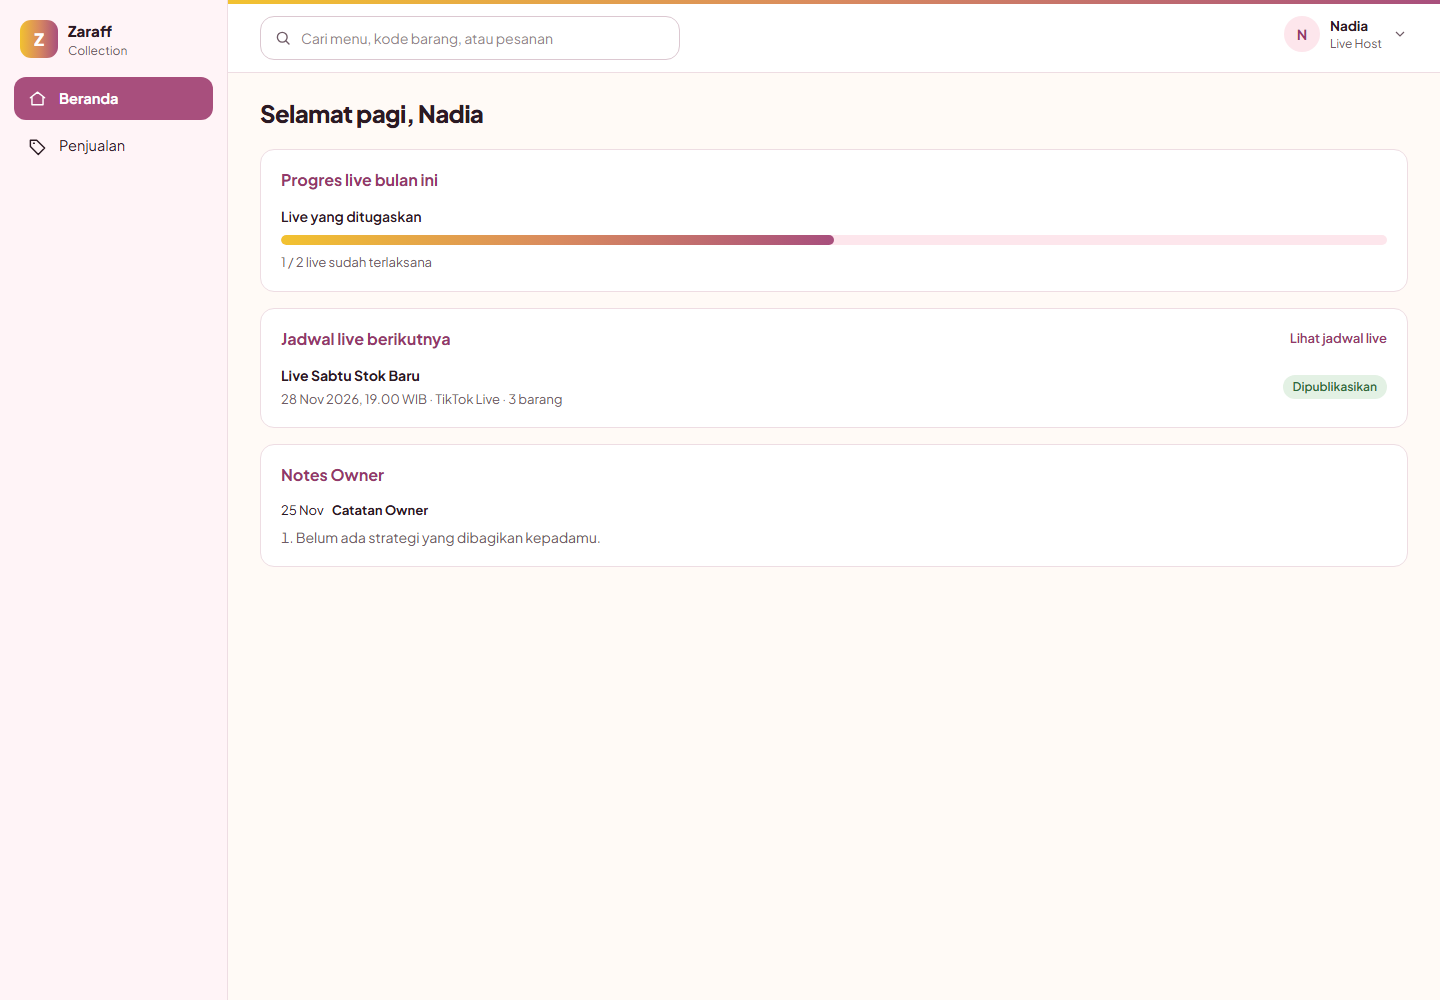 Z
Zaraff
Collection
Beranda
Penjualan
Cari menu, kode barang, atau pesanan
N
Nadia
Live Host
Selamat pagi, Nadia
Progres live bulan ini
Live yang ditugaskan
1 / 2 live sudah terlaksana
Jadwal live berikutnya
Lihat jadwal live
Live Sabtu Stok Baru
28 Nov 2026, 19.00 WIB · TikTok Live · 3 barang
Dipublikasikan
Notes Owner
25 Nov Catatan Owner
1. Belum ada strategi yang dibagikan kepadamu.